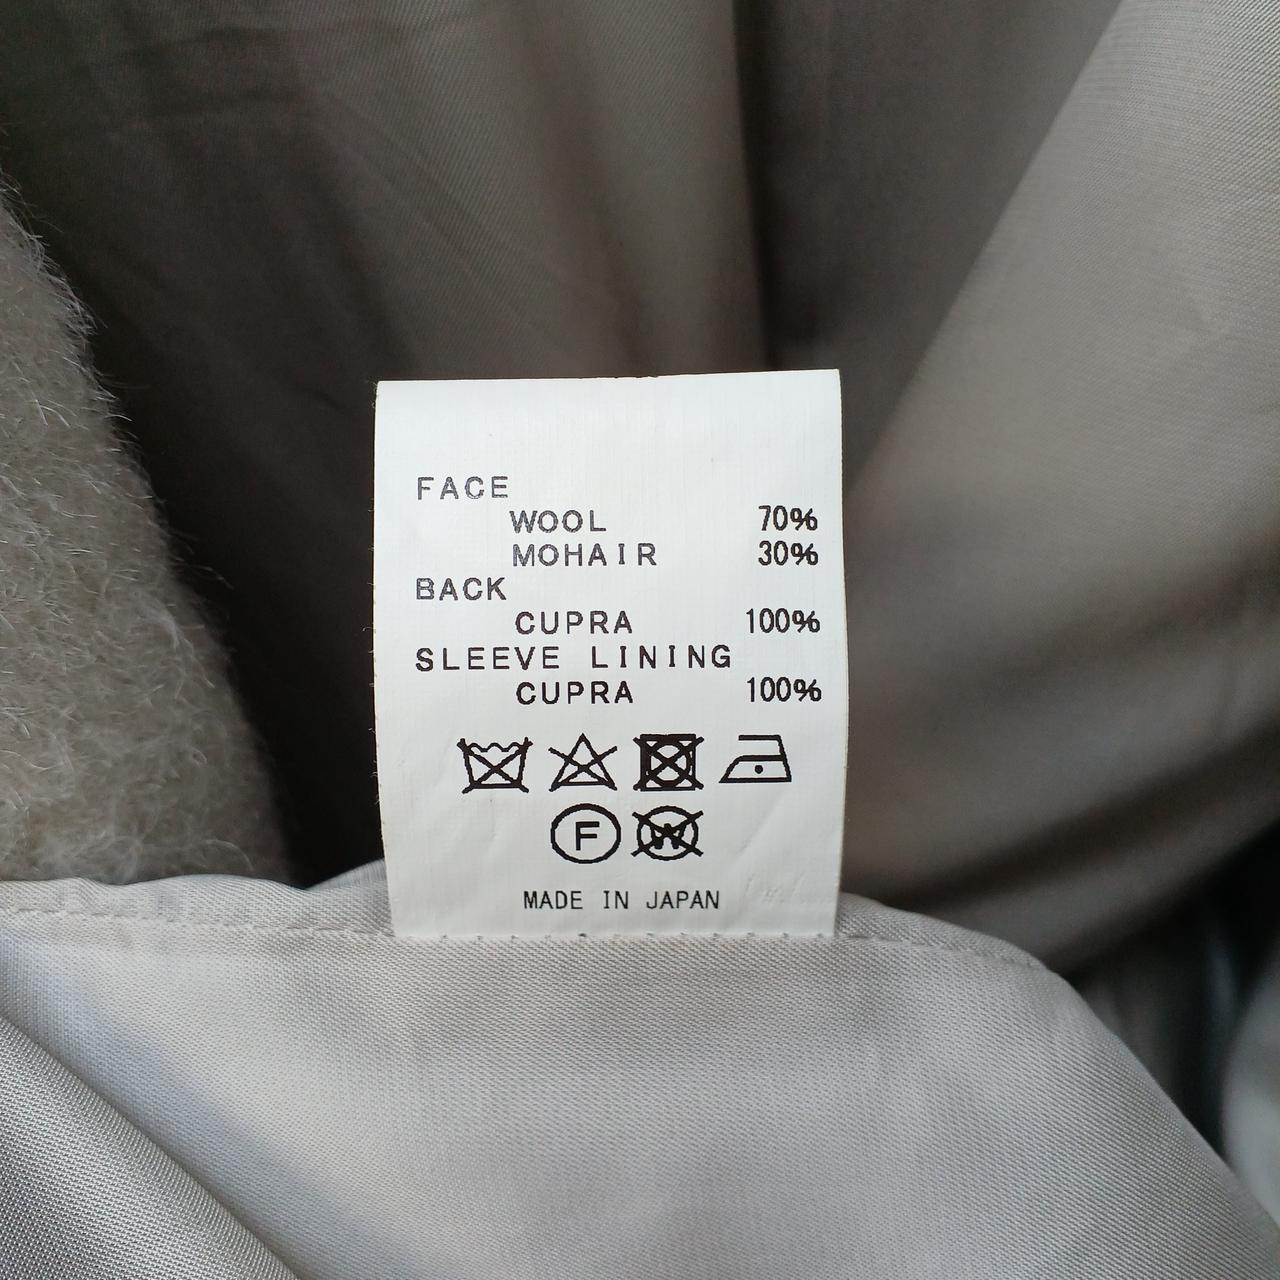 FACE
WOOL 70%
MOHAIR 30%
BACK
CUPRA 100%
SLEEVE LINING
CUPRA 100%
F W
MADE IN JAPAN